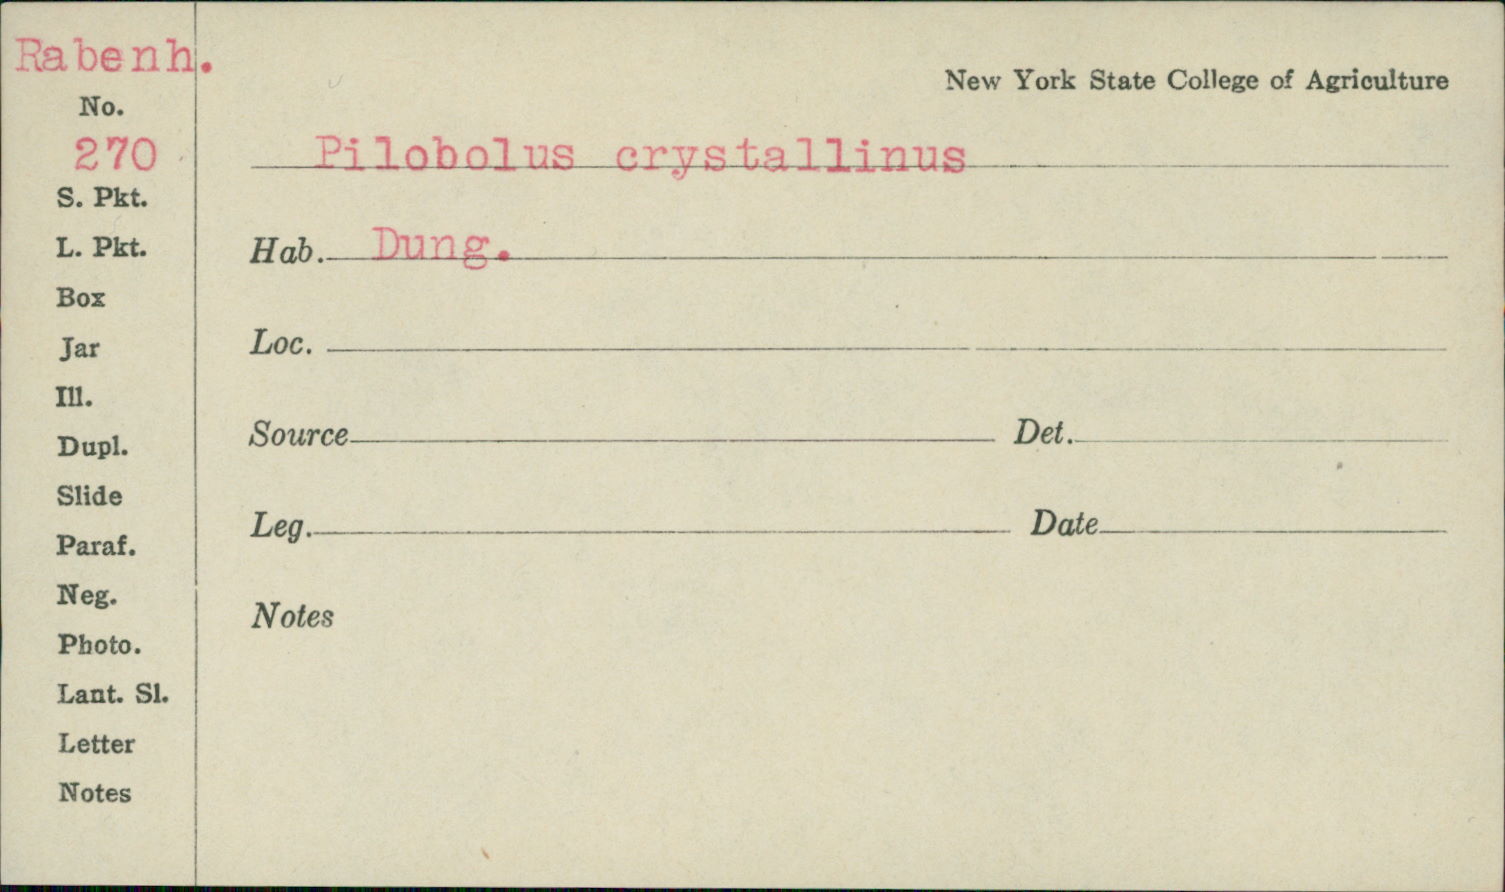 Rabenh.
No.
270
S. Pkt.
L. Pkt.
Box
Jar
Ill.
Dupl.
Slide
Paraf.
Neg.
Photo.
Lant. Sl.
Letter
Notes
New York State College of Agriculture
Pilobolus crystallinus
Hab. Dung.
Loc.
Source Det.
Leg. Date
Notes